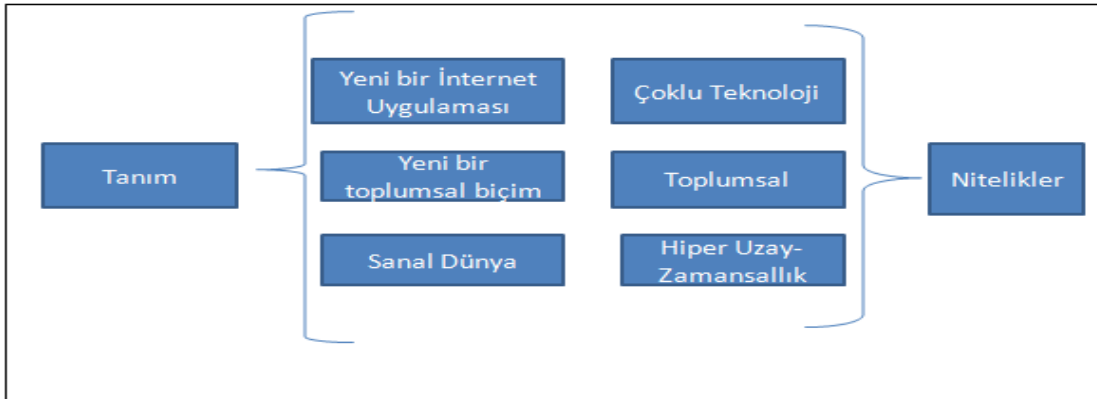 Tanım
Yeni bir İnternet
Uygulaması
Yeni bir
toplumsal biçim
Sanal Dünya
Çoklu Teknoloji
Toplumsal
Hiper Uzay-
Zamansallık
Nitelikler